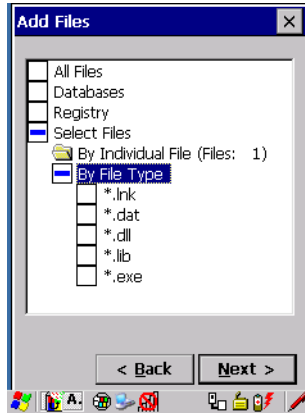 Add Files
All Files
Databases
Registry
Select Files
By Individual File (Files: 1)
By File Type
*.lnk
*.dat
*.dll
*.lib
*.exe
< Back
Next >
A.